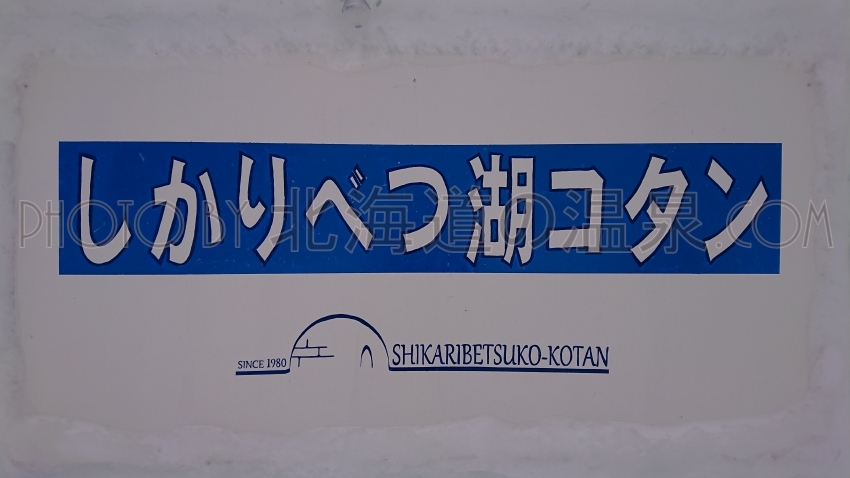 しかりべつ湖コタン
PHOTO BY 北海道の温泉.COM
SINCE 1980 SHIKARIBETSUKO-KOTAN